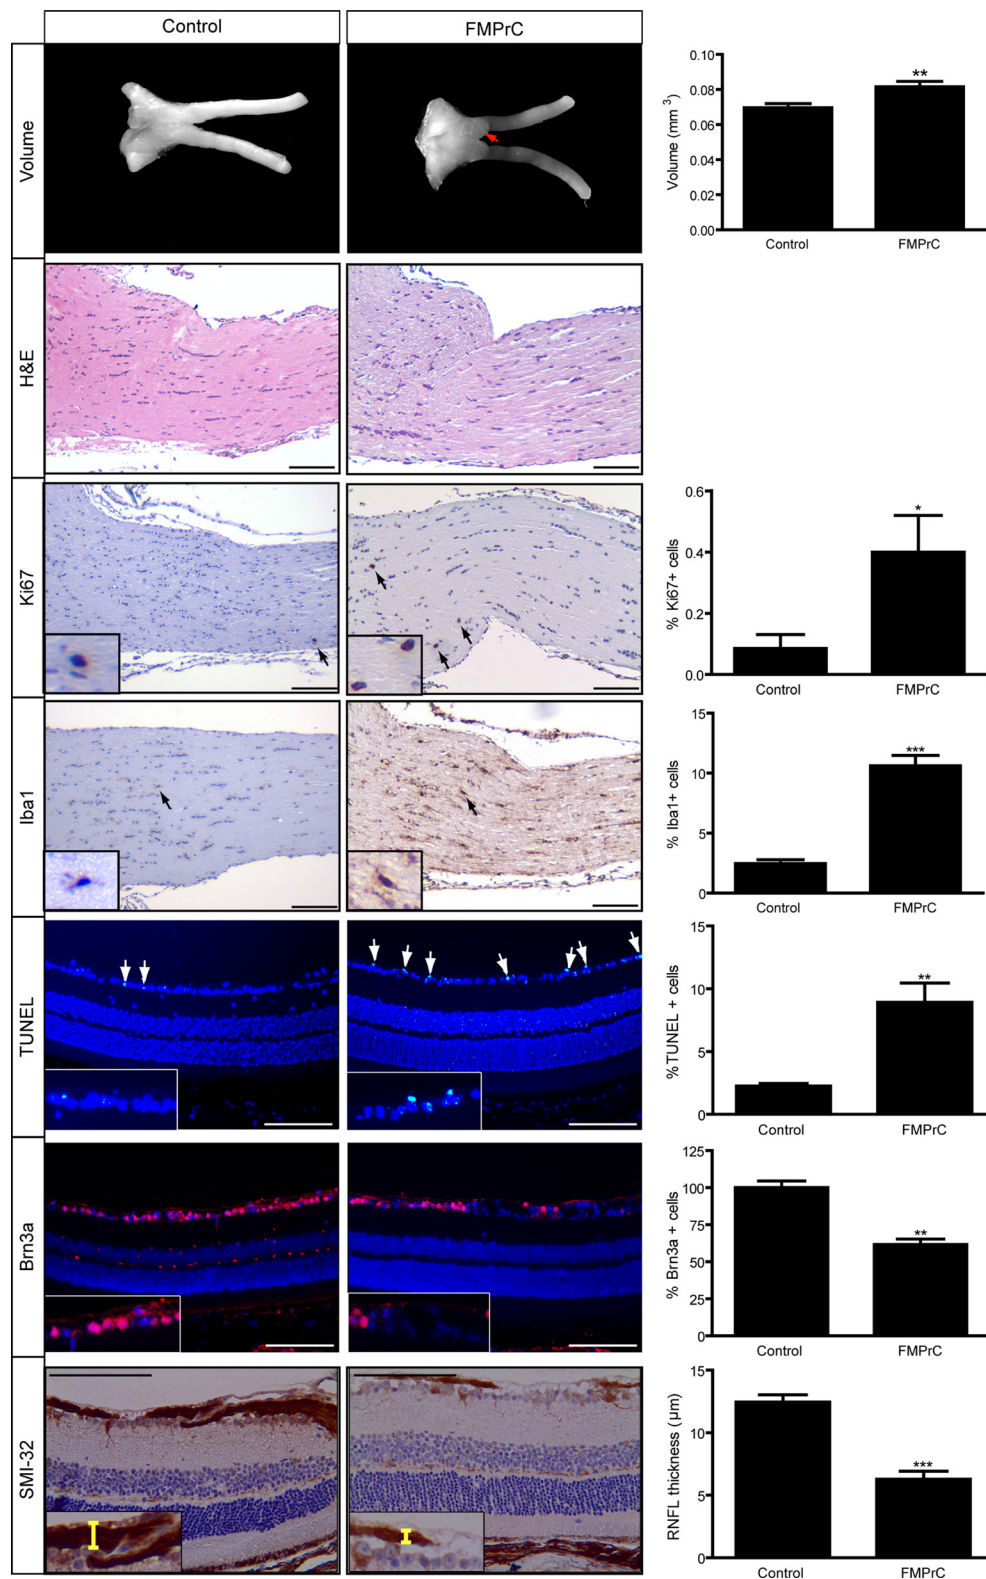 Control
FMPrC
Volume
Volume (mm 3)
0.10
0.08
0.06
0.04
0.02
0.00
**
Control
FMPrC
H&E
Ki67
% Ki67+ cells
0.6
0.4
0.2
0.0
*
Control
FMPrC
Iba1
% Iba1+ cells
15
10
5
0
***
Control
FMPrC
TUNEL
%TUNEL + cells
15
10
5
0
**
Control
FMPrC
Brn3a
% Brn3a + cells
125
100
75
50
25
0
**
Control
FMPrC
SMI-32
RNFL thickness (µm)
15
10
5
0
***
Control
FMPrC